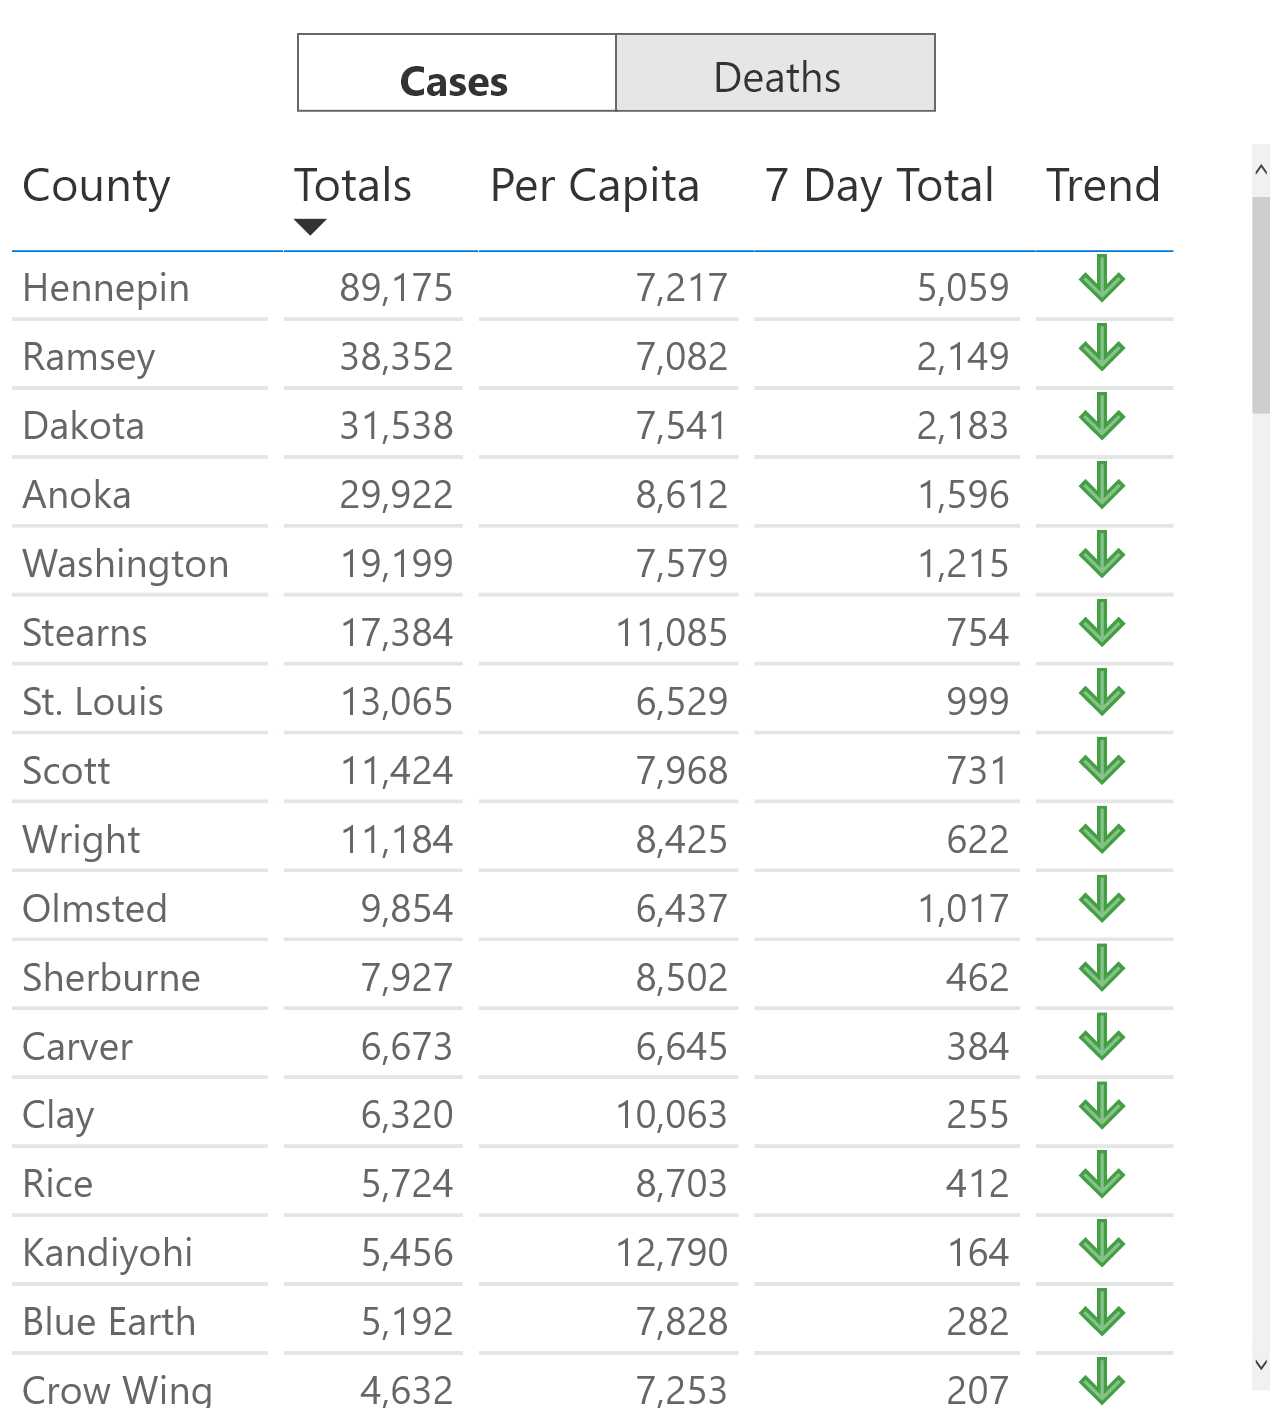 Cases Deaths
County Totals Per Capita 7 Day Total Trend
Hennepin 89,175 7,217 5,059
Ramsey 38,352 7,082 2,149
Dakota 31,538 7,541 2,183
Anoka 29,922 8,612 1,596
Washington 19,199 7,579 1,215
Stearns 17,384 11,085 754
St. Louis 13,065 6,529 999
Scott 11,424 7,968 731
Wright 11,184 8,425 622
Olmsted 9,854 6,437 1,017
Sherburne 7,927 8,502 462
Carver 6,673 6,645 384
Clay 6,320 10,063 255
Rice 5,724 8,703 412
Kandiyohi 5,456 12,790 164
Blue Earth 5,192 7,828 282
Crow Wing 4,632 7,253 207